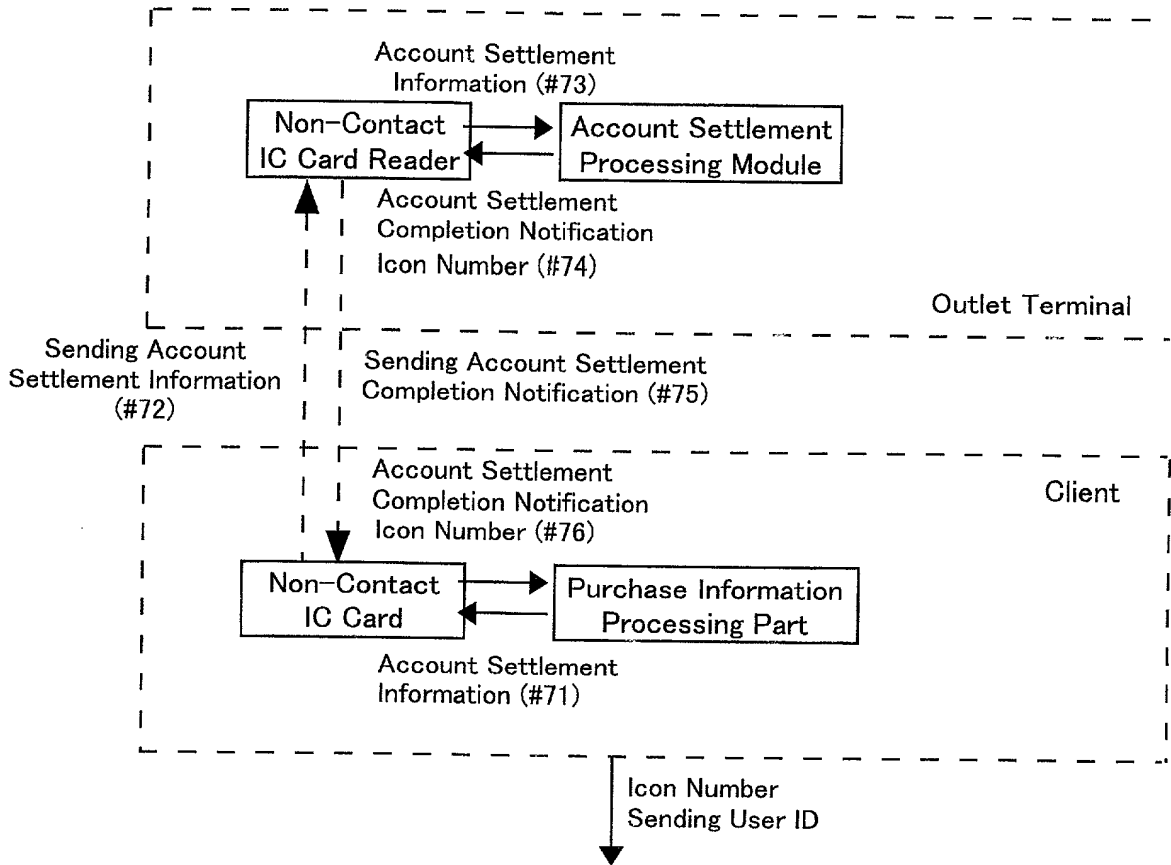 Account Settlement
Information (#73)
Non-Contact
IC Card Reader
Account Settlement
Processing Module
Account Settlement
Completion Notification
Icon Number (#74)
Outlet Terminal
Sending Account
Settlement Information
(#72)
Sending Account Settlement
Completion Notification (#75)
Account Settlement
Completion Notification
Icon Number (#76)
Client
Non-Contact
IC Card
Purchase Information
Processing Part
Account Settlement
Information (#71)
Icon Number
Sending User ID